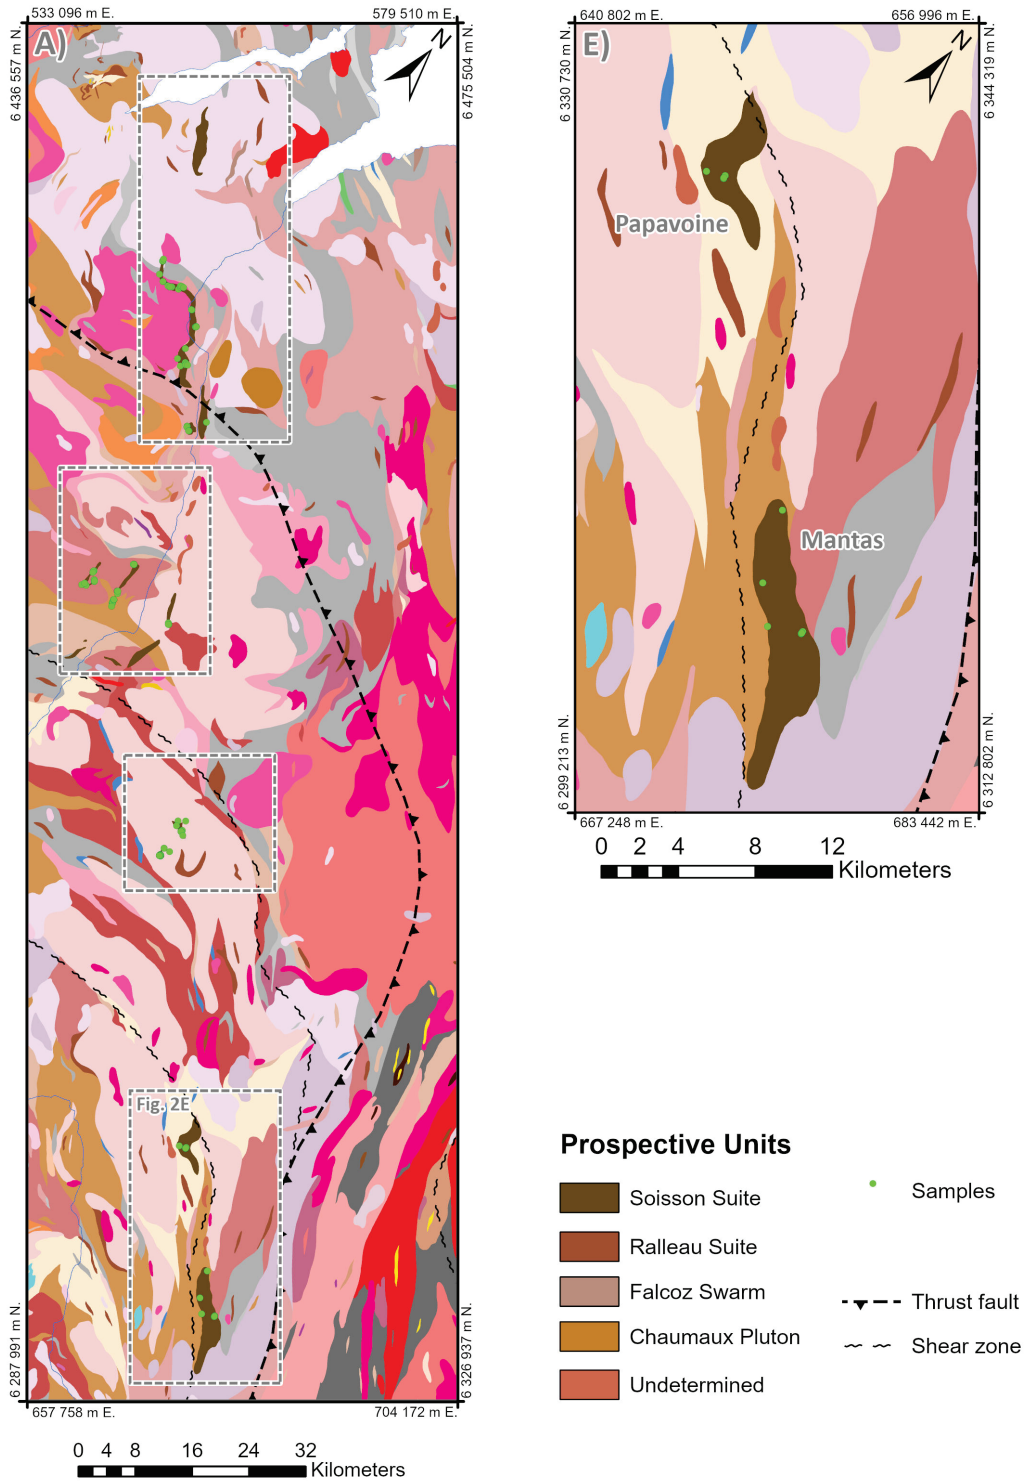 533 096 m E.
579 510 m E.
A)
N
6 436 557 m N.
6 475 504 m N.
Fig. 2E
6 287 991 m N.
6 326 937 m N.
657 758 m E.
704 172 m E.
0 4 8 16 24 32
Kilometers
640 802 m E.
656 996 m E.
E)
N
6 330 730 m N.
6 344 319 m N.
Papavoine
Mantas
6 299 213 m N.
6 312 802 m N.
667 248 m E.
683 442 m E.
0 2 4 8 12
Kilometers
Prospective Units
Soisson Suite
Samples
Ralleau Suite
Falcoz Swarm
Thrust fault
Chaumaux Pluton
Shear zone
Undetermined